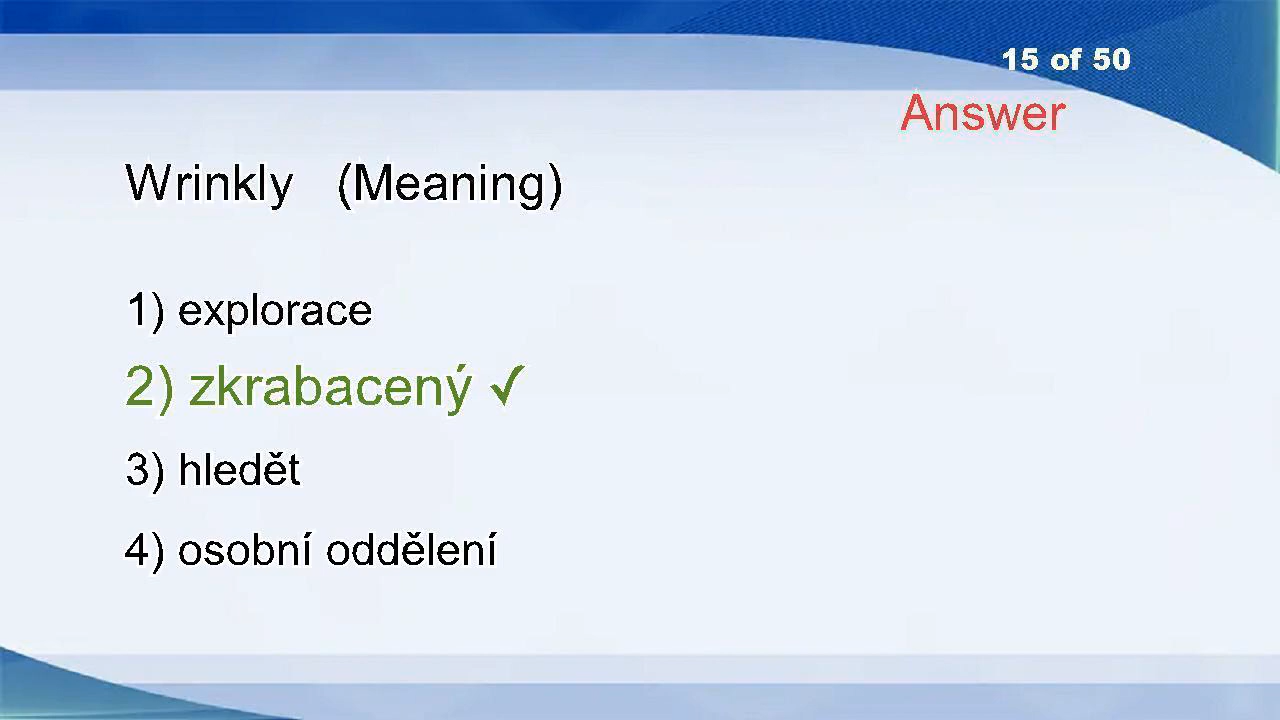 15 of 50
Answer
Wrinkly (Meaning)
1) explorace
2) zkrabacený ✓
3) hledět
4) osobní oddělení